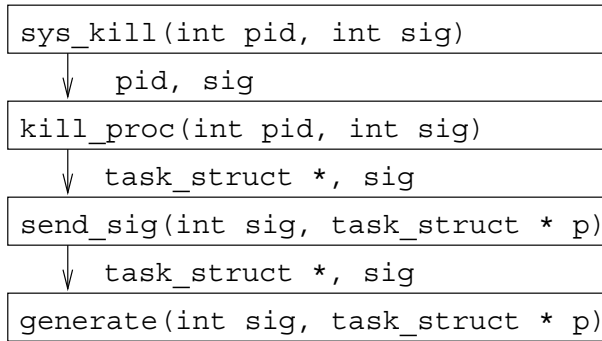 sys_kill(int pid, int sig)
pid, sig
kill_proc(int pid, int sig)
task_struct *, sig
send_sig(int sig, task_struct * p)
task_struct *, sig
generate(int sig, task_struct * p)